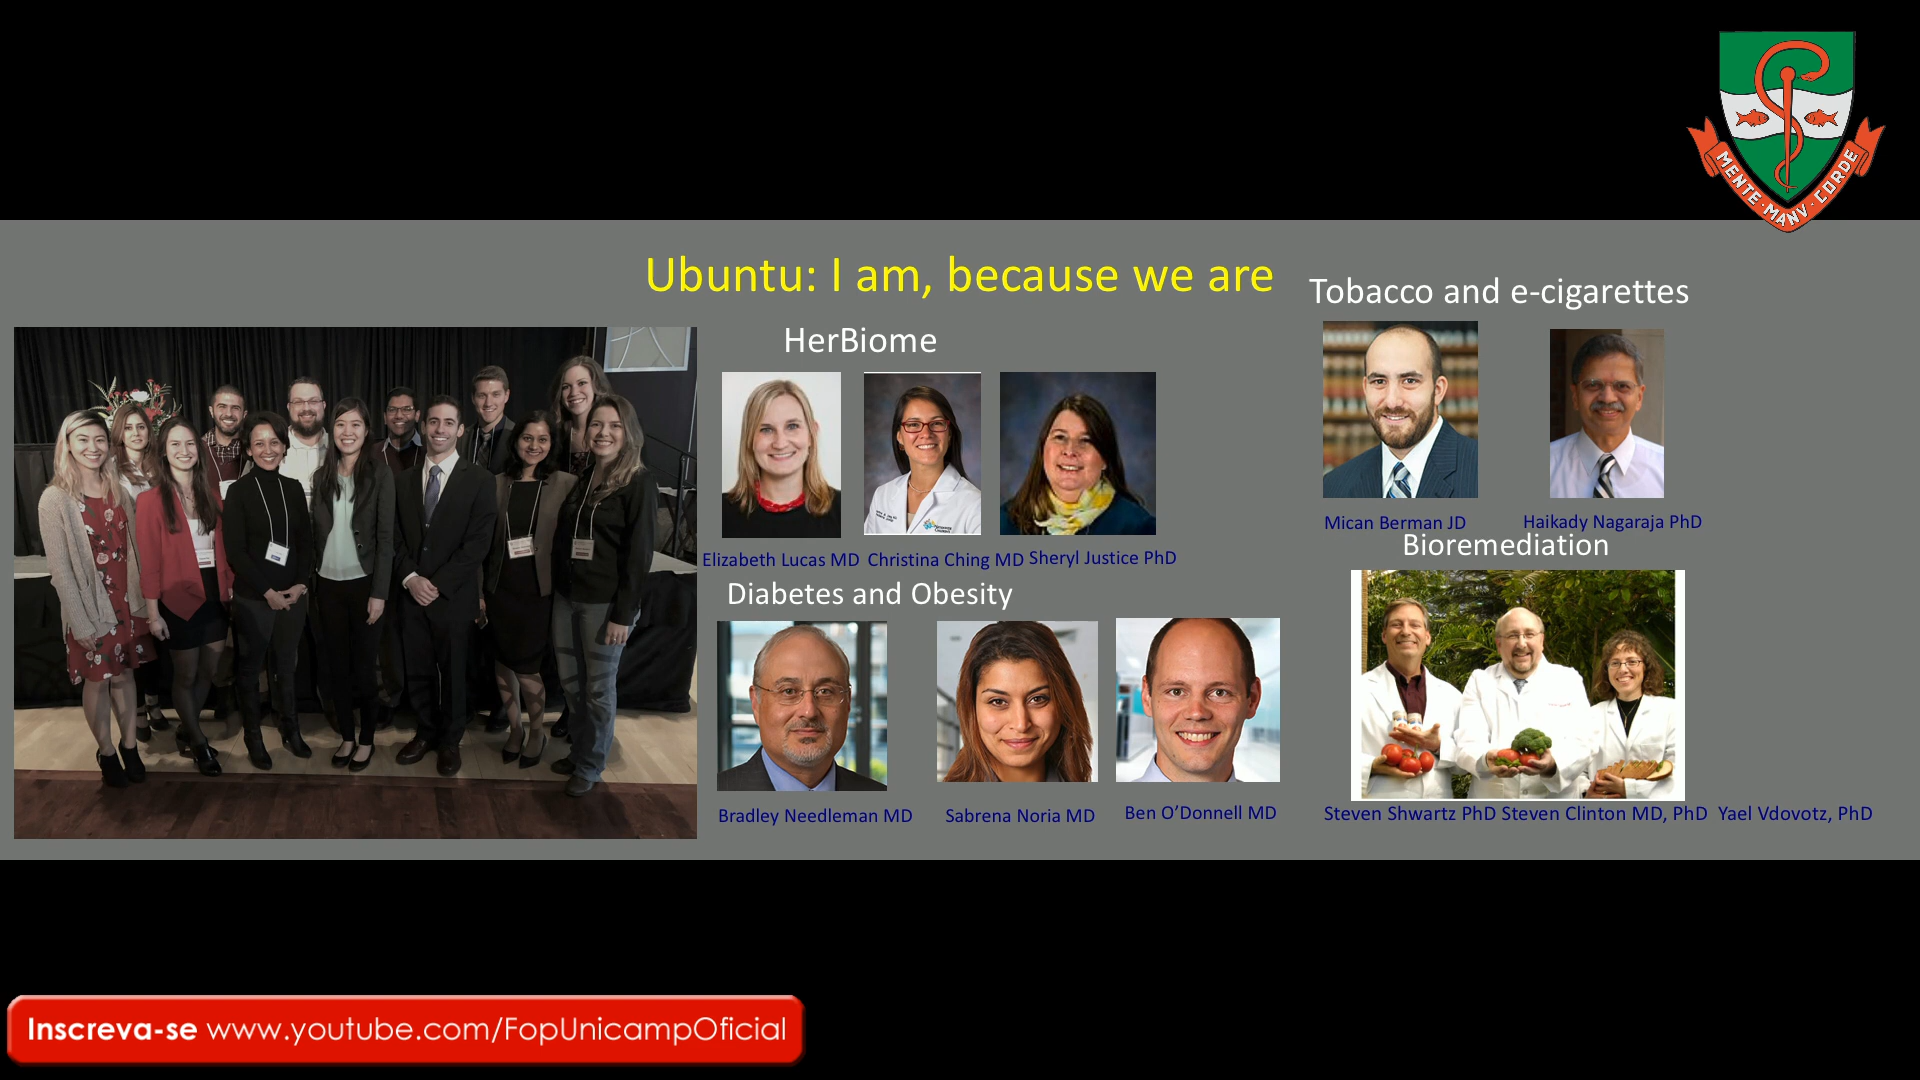 MENTE · MANV · CORDE
Ubuntu: I am, because we are
HerBiome
Elizabeth Lucas MD Christina Ching MD Sheryl Justice PhD
Diabetes and Obesity
Bradley Needleman MD Sabrena Noria MD Ben O’Donnell MD
Tobacco and e-cigarettes
Mican Berman JD Haikady Nagaraja PhD
Bioremediation
Steven Shwartz PhD Steven Clinton MD, PhD Yael Vdovotz, PhD
Inscreva-se www.youtube.com/FopUnicampOficial